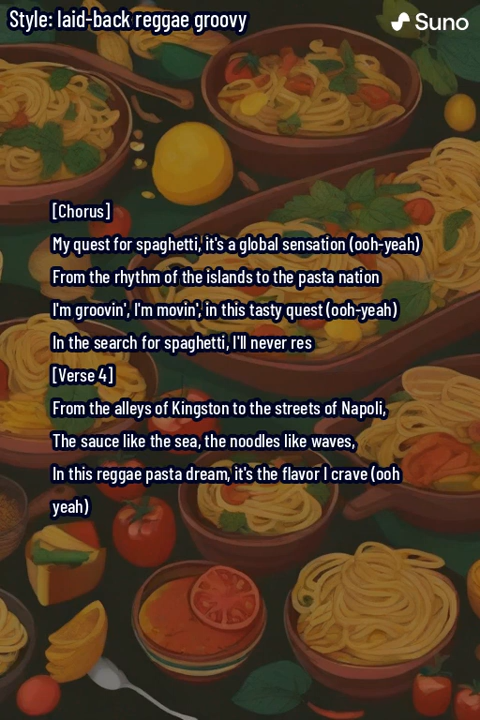 Style: laid-back reggae groovy
Suno
[Chorus]
My quest for spaghetti, it's a global sensation (ooh-yeah)
From the rhythm of the islands to the pasta nation
I'm groovin', I'm movin', in this tasty quest (ooh-yeah)
In the search for spaghetti, I'll never res
[Verse 4]
From the alleys of Kingston to the streets of Napoli,
The sauce like the sea, the noodles like waves,
In this reggae pasta dream, it's the flavor I crave (ooh
yeah)